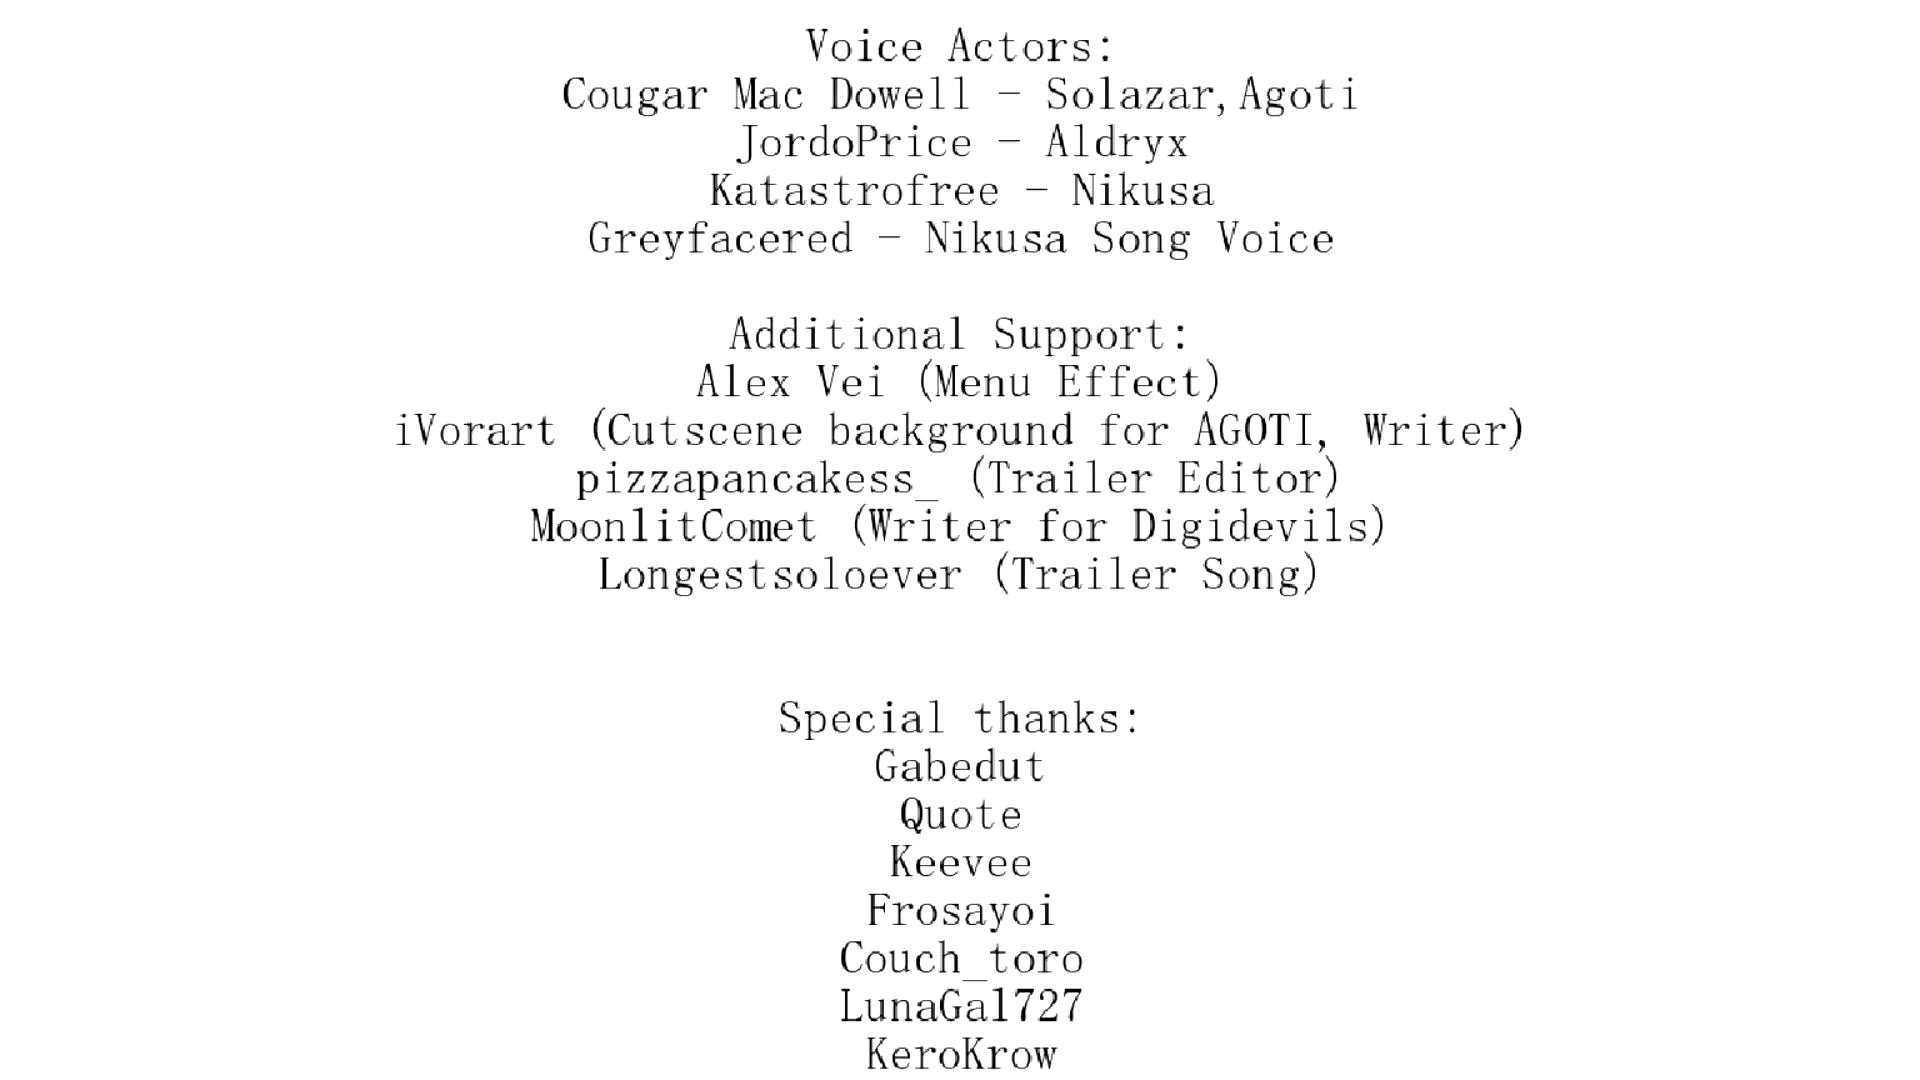 Voice Actors:
Cougar Mac Dowell - Solazar,Agoti
JordoPrice - Aldryx
Katastrofree - Nikusa
Greyfacered - Nikusa Song Voice
Additional Support:
Alex Vei (Menu Effect)
iVorart (Cutscene background for AGOTI, Writer)
pizzapancakess_ (Trailer Editor)
MoonlitComet (Writer for Digidevils)
Longestsoloever (Trailer Song)
Special thanks:
Gabedut
Quote
Keevee
Frosayoi
Couch_toro
LunaGal727
KeroKrow